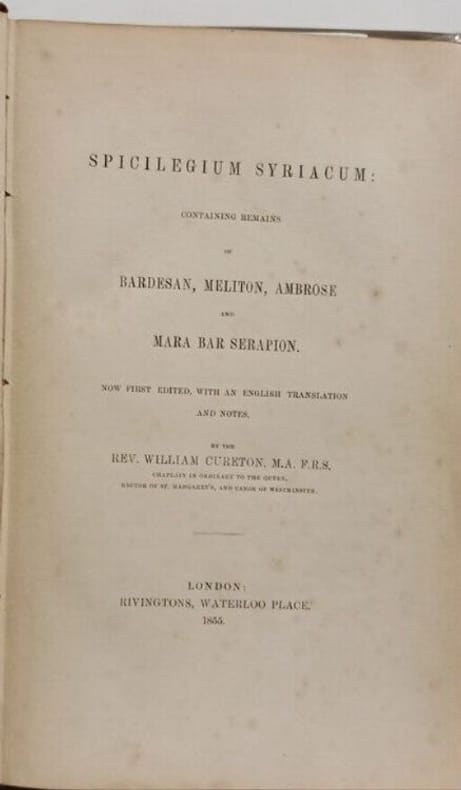 SPICILEGIUM SYRIACUM:
CONTAINING REMAINS
OF
BARDESAN, MELITON, AMBROSE
AND
MARA BAR SERAPION.
NOW FIRST EDITED, WITH AN ENGLISH TRANSLATION
AND NOTES,
BY THE
REV. WILLIAM CURETON, M.A. F.R.S.
CHAPLAIN IN ORDINARY TO THE QUEEN,
RECTOR OF ST. MARGARET'S, AND CANON OF WESTMINSTER.
LONDON:
RIVINGTONS, WATERLOO PLACE.
1855.